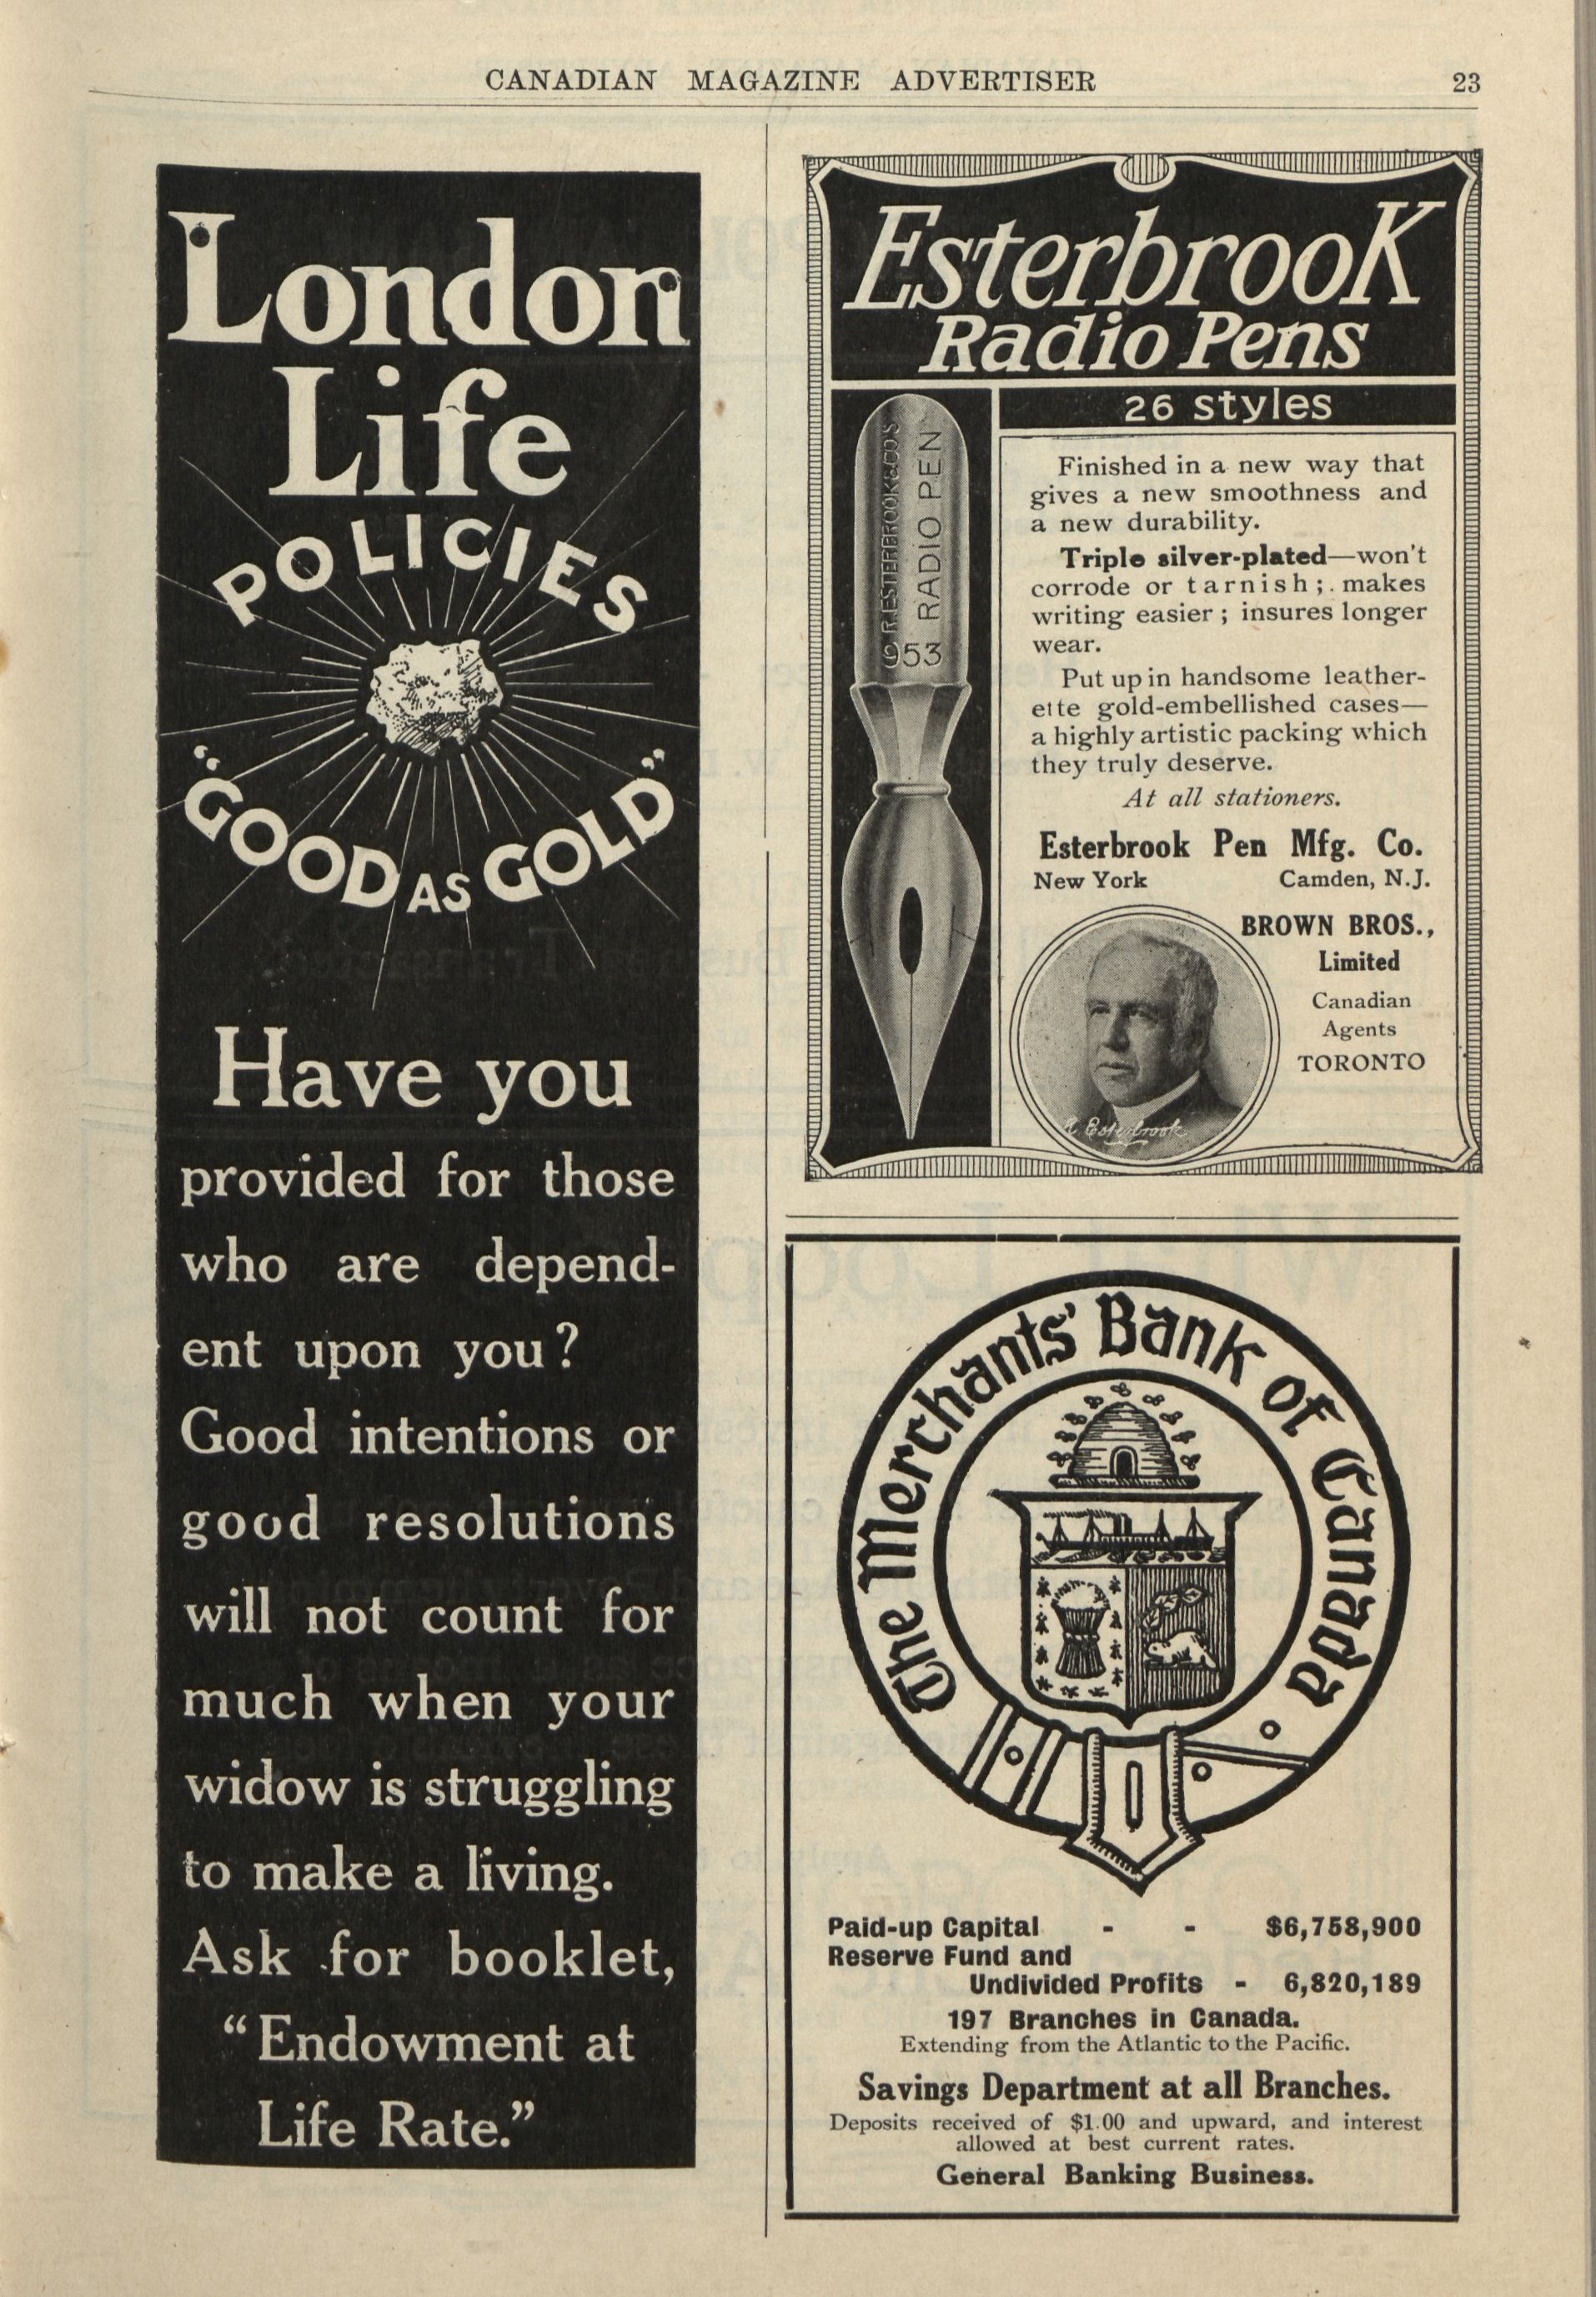 CANADIAN MAGAZINE ADVERTISER 23
London
Life
POLICIES
"GOOD AS GOLD"
Have you
provided for those
who are depend-
ent upon you?
Good intentions or
good resolutions
will not count for
much when your
widow is struggling
to make a living.
Ask for booklet,
"Endowment at
Life Rate."
Esterbrook
Radio Pens
26 styles
R. ESTERBROOK & CO'S
RADIO PEN
953
Finished in a new way that
gives a new smoothness and
a new durability.
Triple silver-plated—won't
corrode or tarnish; makes
writing easier; insures longer
wear.
Put up in handsome leather-
ette gold-embellished cases—
a highly artistic packing which
they truly deserve.
At all stationers.
Esterbrook Pen Mfg. Co.
New York Camden, N.J.
BROWN BROS.,
Limited
Canadian
Agents
TORONTO
R. Esterbrook
The Merchants' Bank of Canada
Paid-up Capital - - $6,758,900
Reserve Fund and
Undivided Profits - 6,820,189
197 Branches in Canada.
Extending from the Atlantic to the Pacific.
Savings Department at all Branches.
Deposits received of $1.00 and upward, and interest
allowed at best current rates.
General Banking Business.